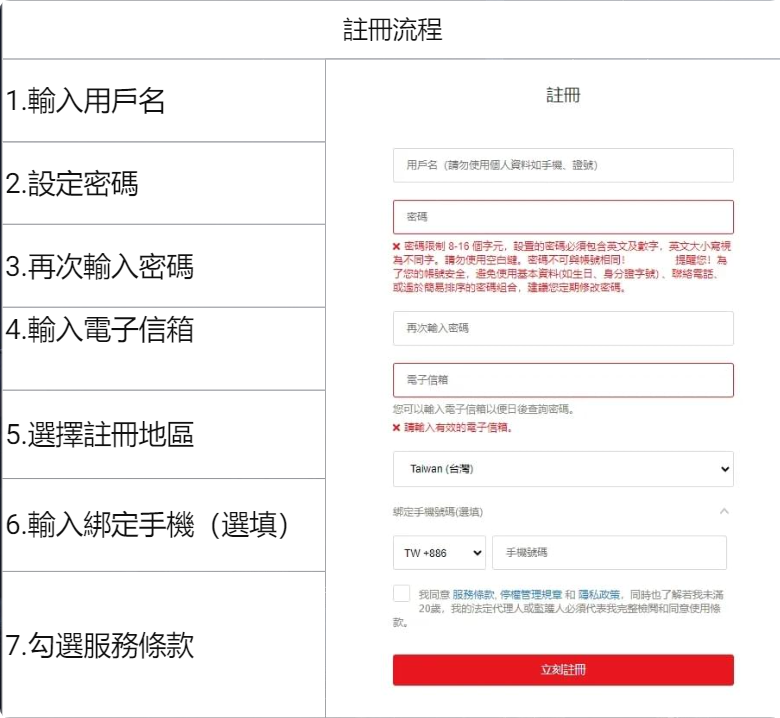 註冊流程
1.輸入用戶名
2.設定密碼
3.再次輸入密碼
4.輸入電子信箱
5.選擇註冊地區
6.輸入綁定手機（選填）
7.勾選服務條款
註冊
用戶名（請勿使用個人資料如手機、證號）
密碼
✖ 密碼限制 8-16 個字元，設置的密碼必須包含英文及數字，英文大小寫視
為不同字。請勿使用空白鍵。密碼不可與帳號相同！ 提醒您！為
了您的帳號安全，避免使用基本資料(如生日、身分證字號)、聯絡電話、
或過於簡易排序的密碼組合，建議您定期修改密碼。
再次輸入密碼
電子信箱
您可以輸入電子信箱以便日後查詢密碼。
✖ 請輸入有效的電子信箱。
Taiwan (台灣)
綁定手機號碼(選填)
TW +886
手機號碼
我同意 服務條款, 停權管理規章 和 隱私政策，同時也了解若我未滿
20歲，我的法定代理人或監護人必須代表我完整檢閱和同意使用條
款。
立刻註冊